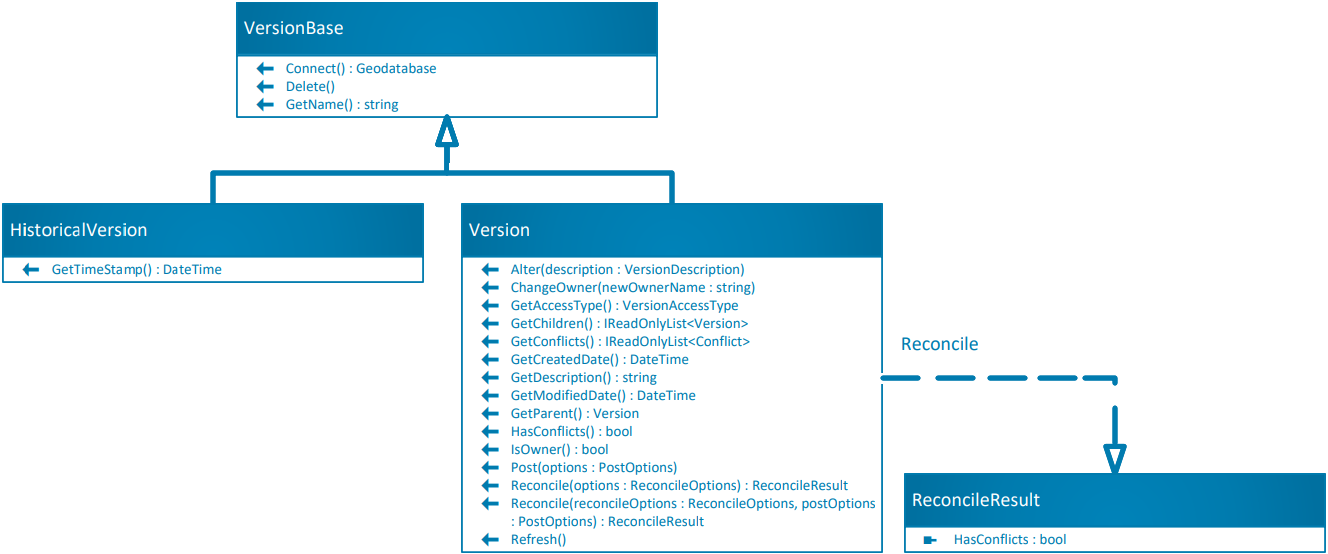 VersionBase
Connect() : Geodatabase
Delete()
GetName() : string
HistoricalVersion
GetTimeStamp() : DateTime
Version
Alter(description : VersionDescription)
ChangeOwner(newOwnerName : string)
GetAccessType() : VersionAccessType
GetChildren() : IReadOnlyList<Version>
GetConflicts() : IReadOnlyList<Conflict>
GetCreatedDate() : DateTime
GetDescription() : string
GetModifiedDate() : DateTime
GetParent() : Version
HasConflicts() : bool
IsOwner() : bool
Post(options : PostOptions)
Reconcile(options : ReconcileOptions) : ReconcileResult
Reconcile(reconcileOptions : ReconcileOptions, postOptions
: PostOptions) : ReconcileResult
Refresh()
Reconcile
ReconcileResult
HasConflicts : bool